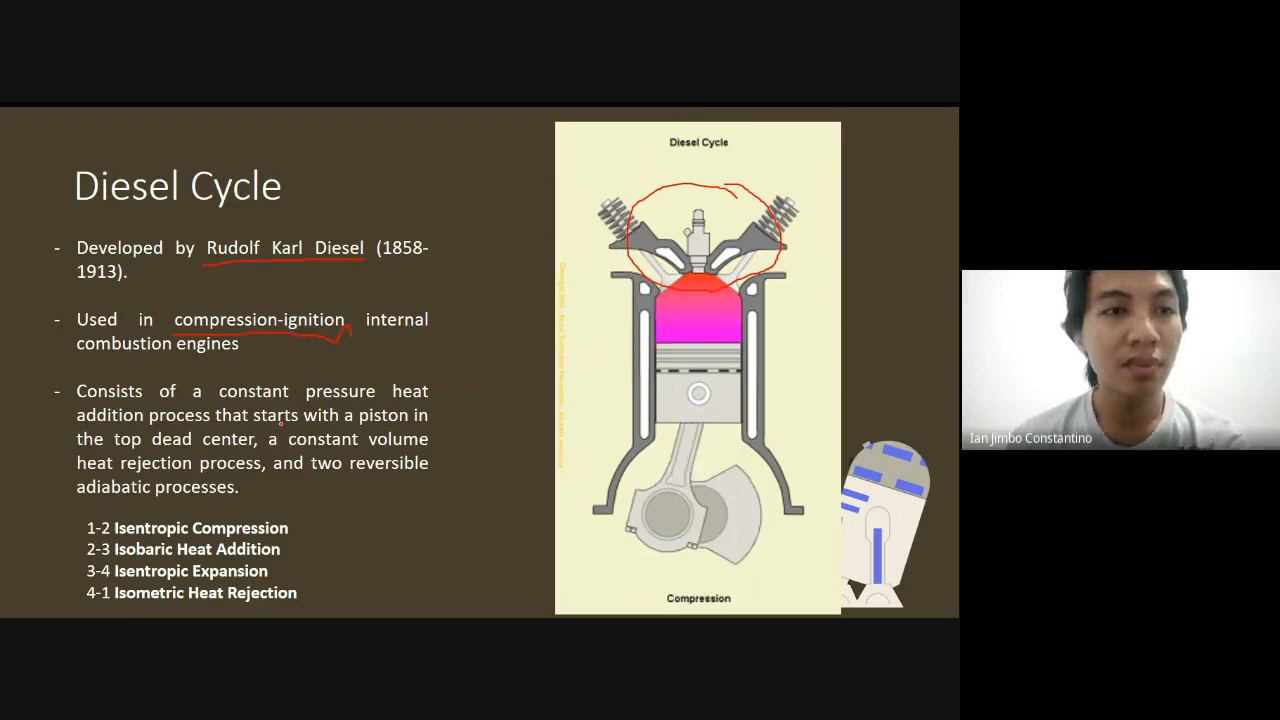 Diesel Cycle
- Developed by Rudolf Karl Diesel (1858-
1913).
- Used in compression-ignition internal
combustion engines
- Consists of a constant pressure heat
addition process that starts with a piston in
the top dead center, a constant volume
heat rejection process, and two reversible
adiabatic processes.
1-2 Isentropic Compression
2-3 Isobaric Heat Addition
3-4 Isentropic Expansion
4-1 Isometric Heat Rejection
Diesel Cycle
Compression
Ian Jimbo Constantino